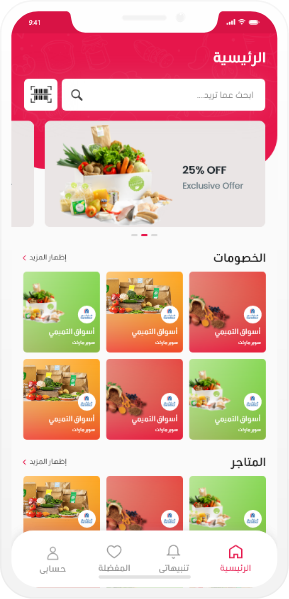 9:41
الرئيسية
ابحث عما تريد...
25% OFF
Exclusive Offer
الخصومات
إظهار المزيد
أسواق التميمي
سوبر ماركت
أسواق التميمي
سوبر ماركت
أسواق التميمي
سوبر ماركت
أسواق التميمي
سوبر ماركت
أسواق التميمي
سوبر ماركت
أسواق التميمي
سوبر ماركت
المتاجر
إظهار المزيد
الرئيسية
تنبيهاتي
المفضلة
حسابي